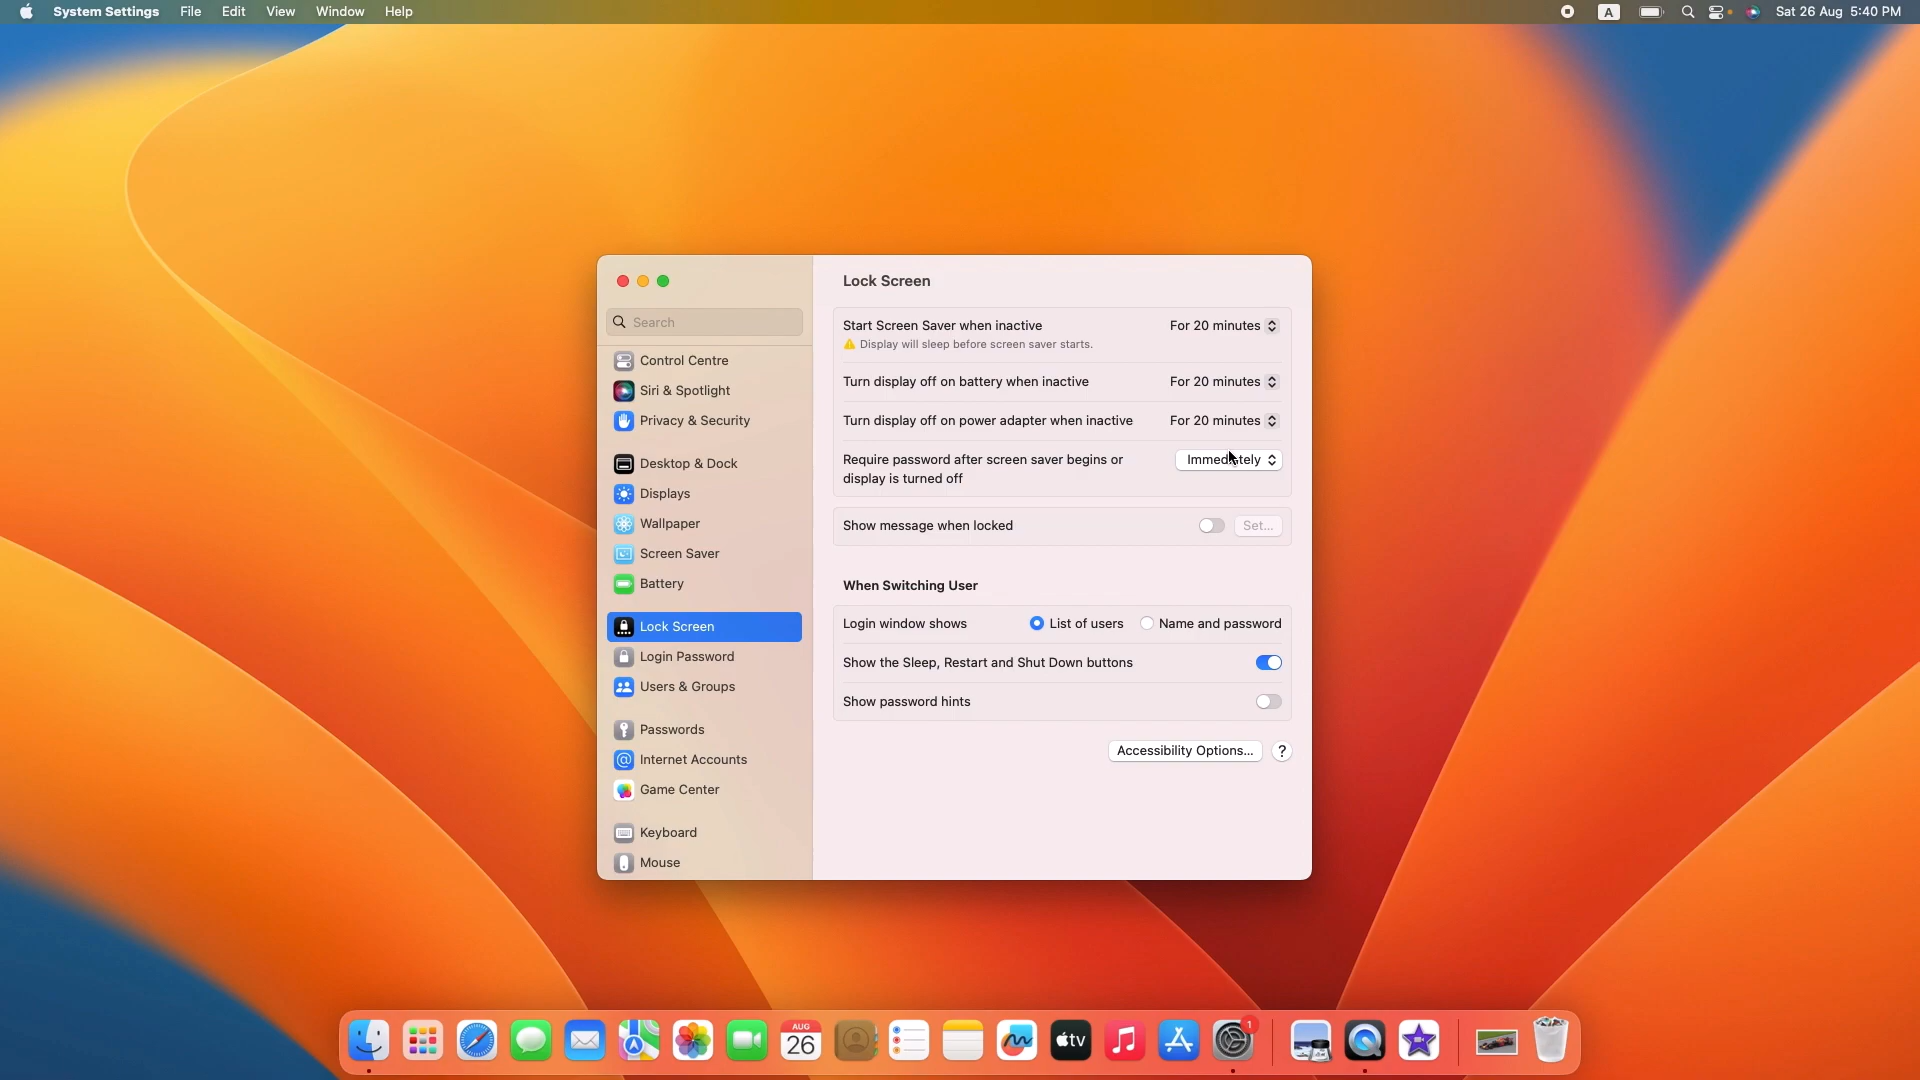 System Settings File Edit View Window Help
A Sat 26 Aug 5:40 PM
Lock Screen
Search
Control Centre
Siri & Spotlight
Privacy & Security
Desktop & Dock
Displays
Wallpaper
Screen Saver
Battery
Lock Screen
Login Password
Users & Groups
Passwords
Internet Accounts
Game Center
Keyboard
Mouse
Start Screen Saver when inactive For 20 minutes
Display will sleep before screen saver starts.
Turn display off on battery when inactive For 20 minutes
Turn display off on power adapter when inactive For 20 minutes
Require password after screen saver begins or Immediately
display is turned off
Show message when locked Set...
When Switching User
Login window shows List of users Name and password
Show the Sleep, Restart and Shut Down buttons
Show password hints
Accessibility Options... ?
AUG
26
tv
1